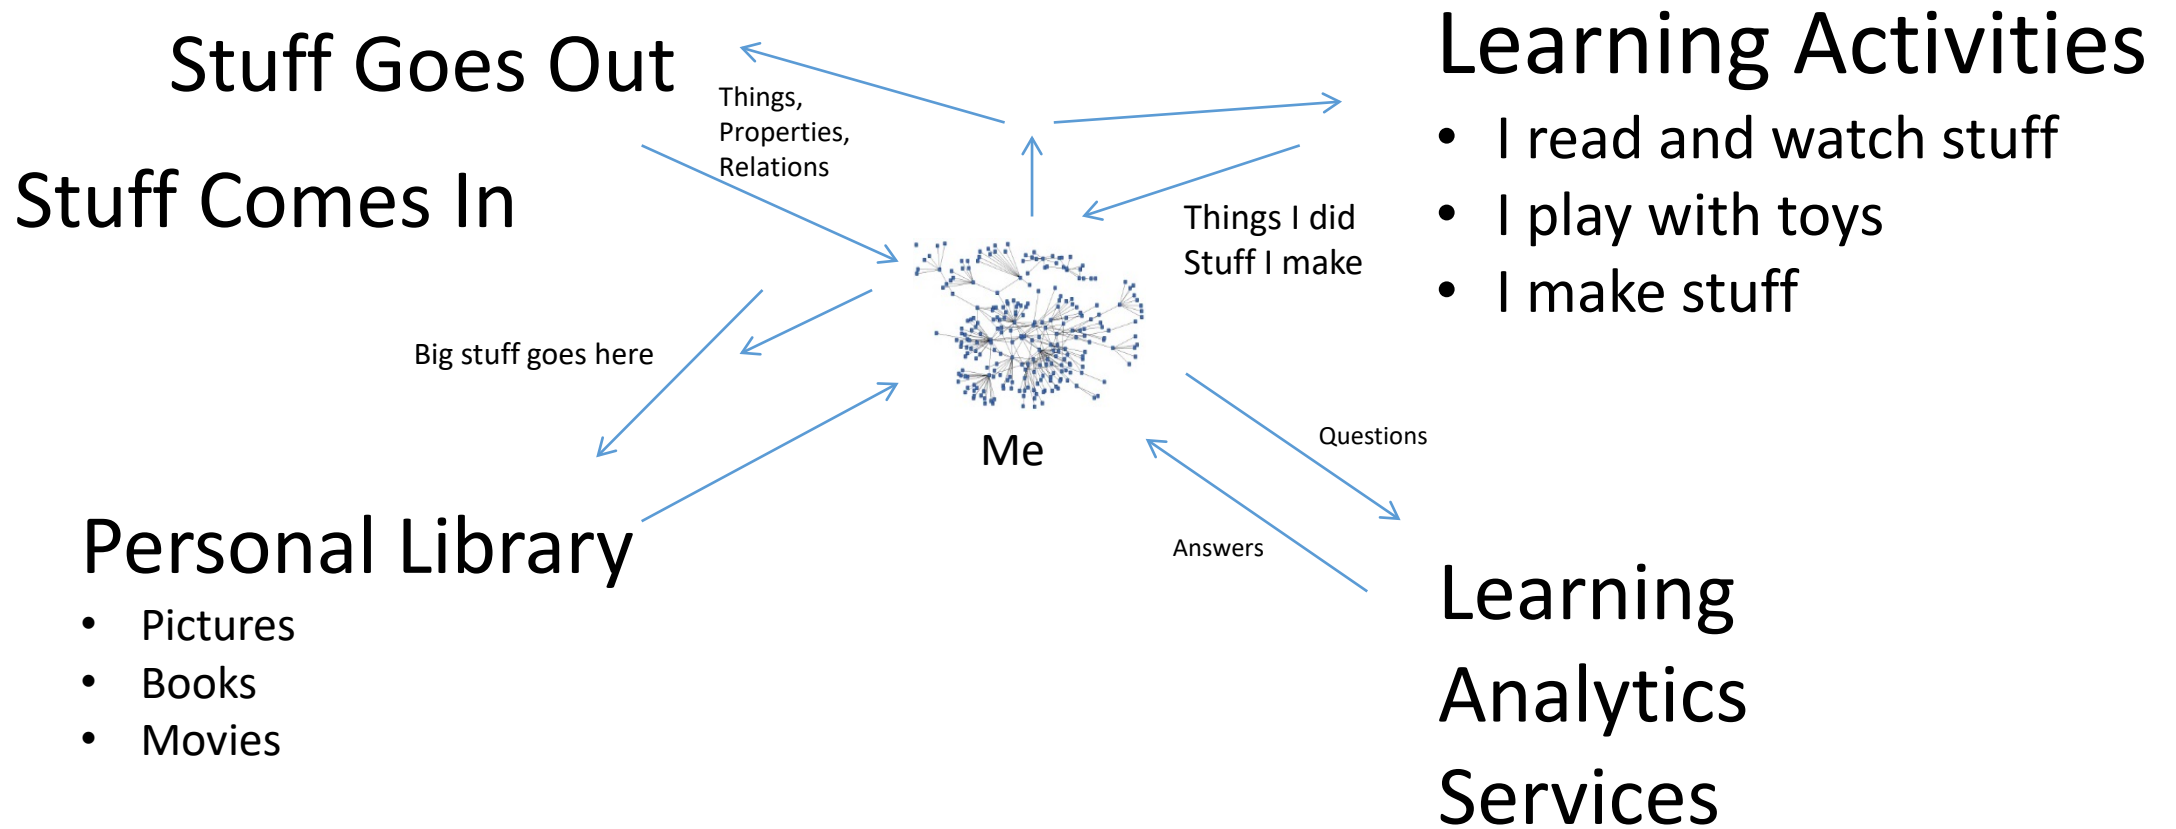 Stuff Goes Out
Things,
Properties,
Relations
Stuff Comes In
Learning Activities
• I read and watch stuff
• I play with toys
• I make stuff
Things I did
Stuff I make
Big stuff goes here
Me
Questions
Answers
Personal Library
• Pictures
• Books
• Movies
Learning
Analytics
Services